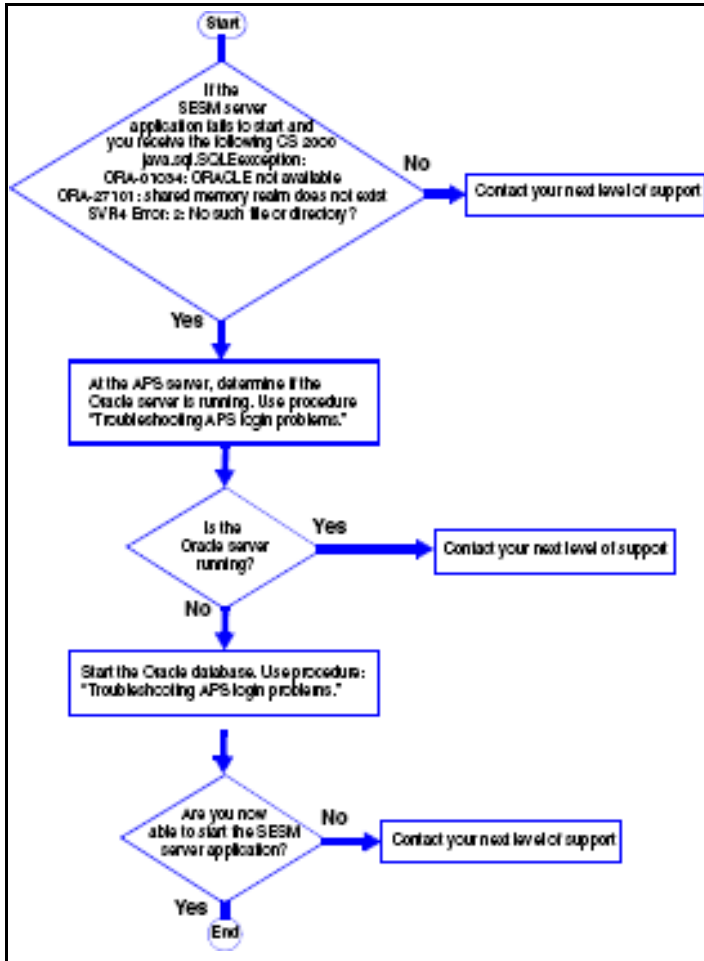 Start
If the
SESM server
application fails to start and
you receive the following CS 2000
java.sql.SQLException:
ORA-01034: ORACLE not available
ORA-27101: shared memory realm does not exist
SVR4 Error: 2: No such file or directory?
No
Contact your next level of support
Yes
At the APS server, determine if the
Oracle server is running. Use procedure
"Troubleshooting APS login problems."
Is the
Oracle server
running?
Yes
Contact your next level of support
No
Start the Oracle database. Use procedure:
"Troubleshooting APS login problems."
Are you now
able to start the SESM
server application?
No
Contact your next level of support
Yes
End